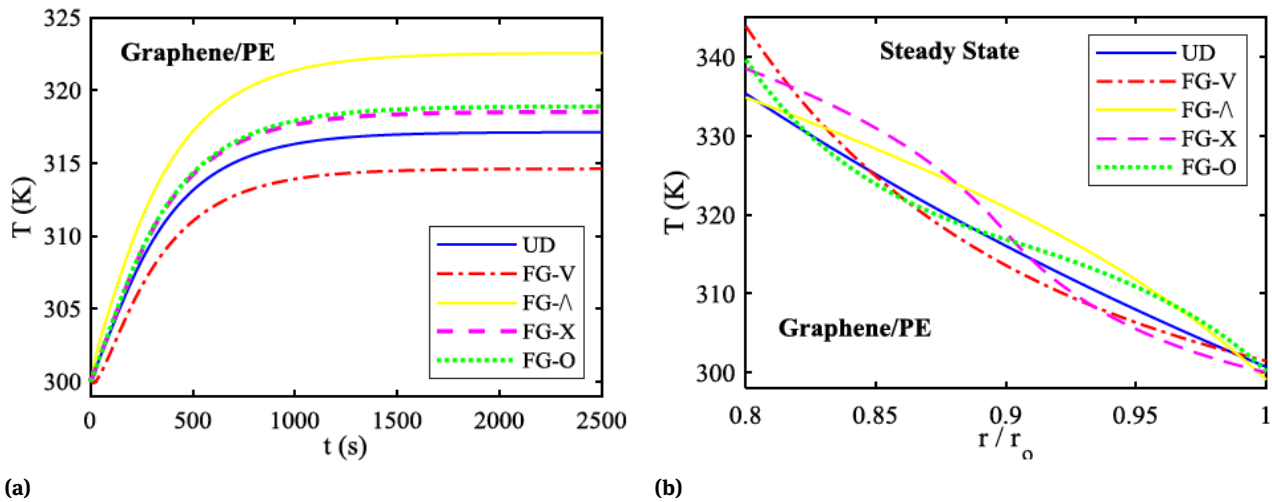 325
320
315
310
305
300
T (K)
Graphene/PE
UD
FG-V
FG-Λ
FG-X
FG-O
0
500
1000
1500
2000
2500
t (s)
(a)
340
330
320
310
300
T (K)
Steady State
UD
FG-V
FG-Λ
FG-X
FG-O
Graphene/PE
0.8
0.85
0.9
0.95
1
r / r_o
(b)